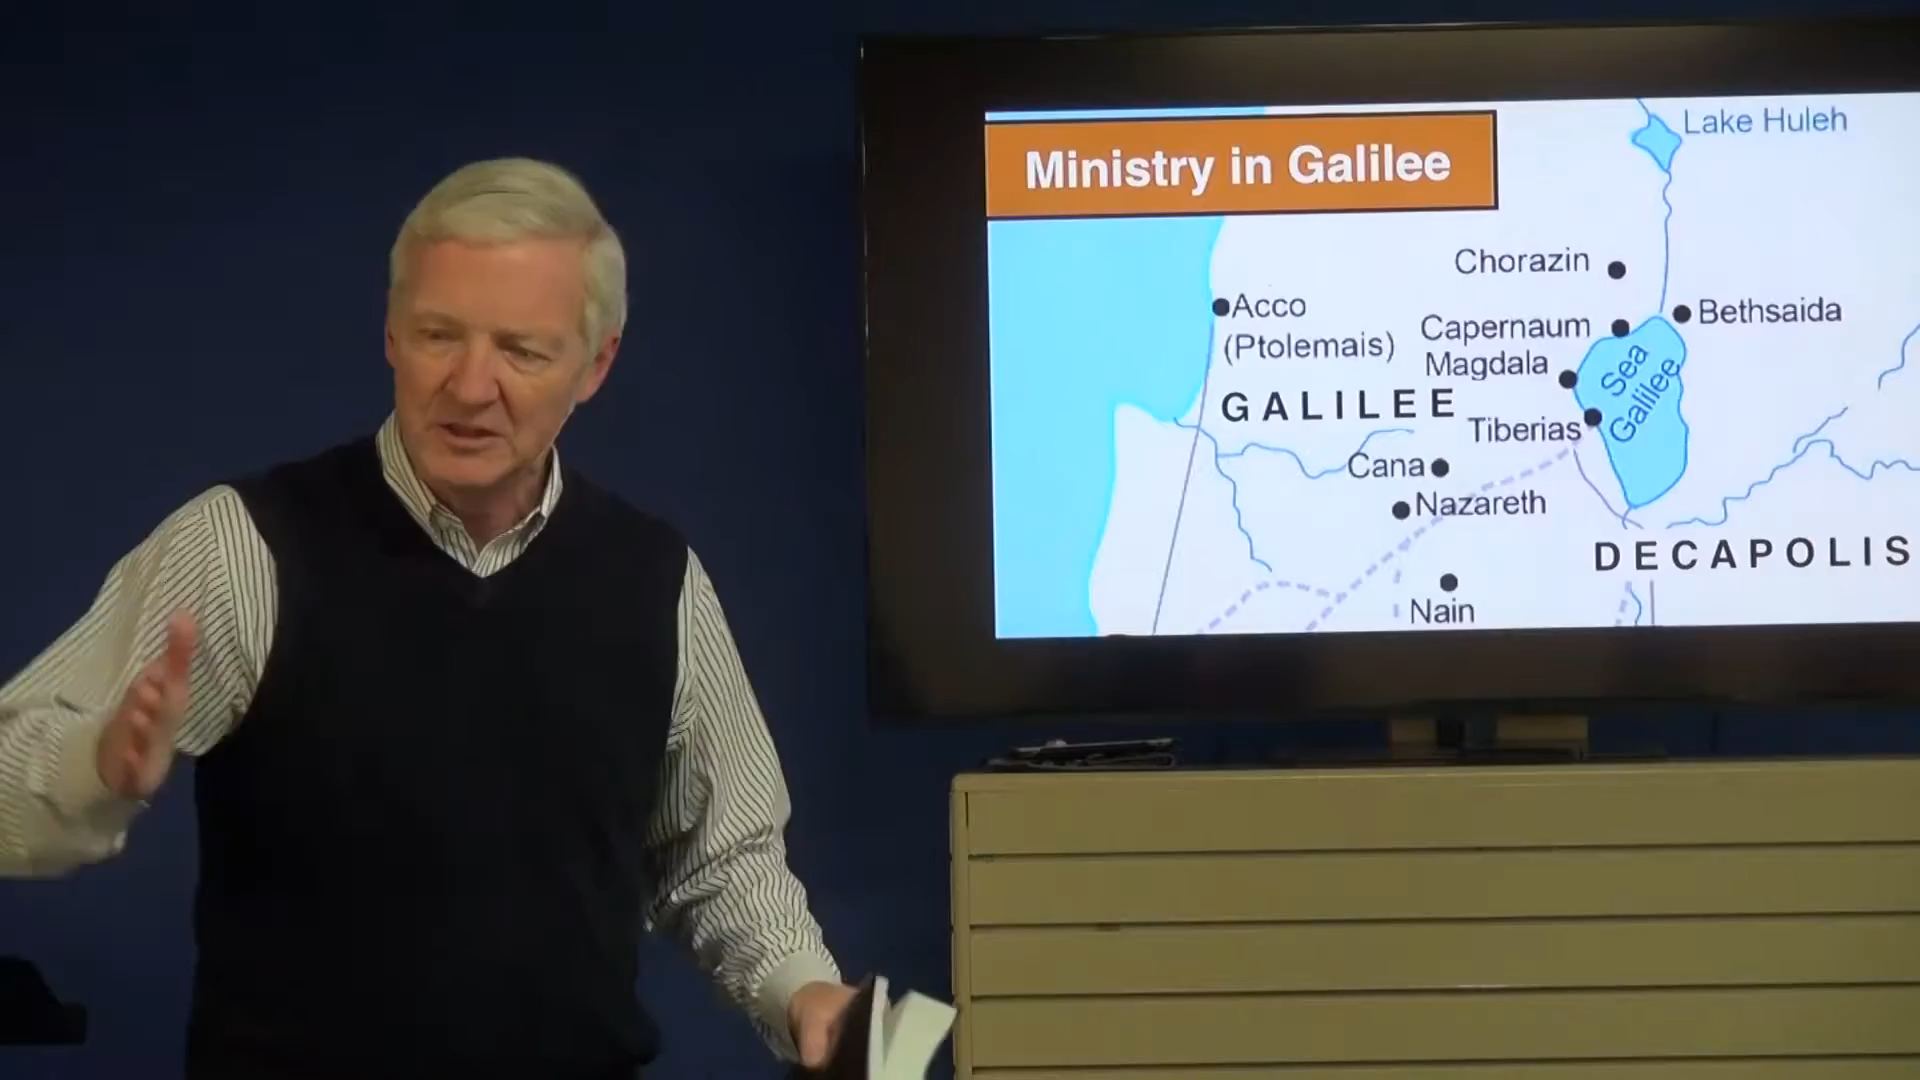 Ministry in Galilee
Lake Huleh
Chorazin
Acco
(Ptolemais)
Capernaum
Bethsaida
Magdala
Sea
Galilee
GALILEE
Tiberias
Cana
Nazareth
DECAPOLIS
Nain